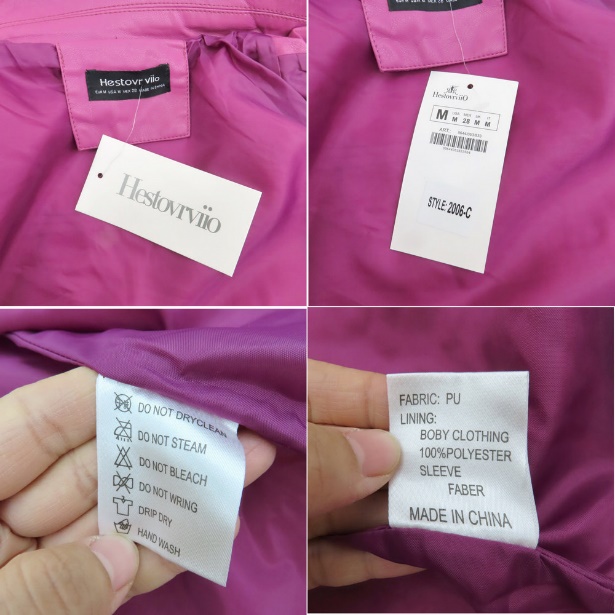 Hestovrviio
Hestovrviio
HestovrviiO
M
M 28 M M
STYLE: 2006-C
DO NOT DRYCLEAN
DO NOT STEAM
DO NOT BLEACH
DO NOT WRING
DRIP DRY
HAND WASH
FABRIC: PU
LINING:
BOBY CLOTHING
100%POLYESTER
SLEEVE
FABER
MADE IN CHINA